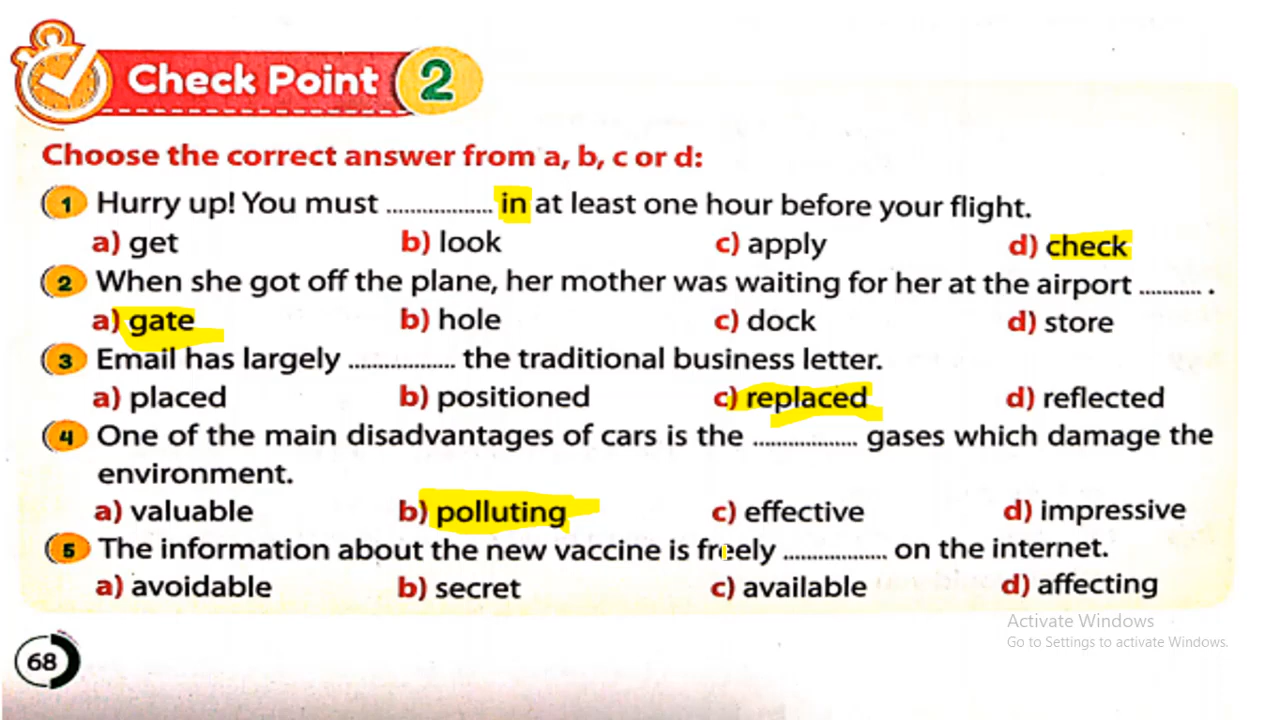 Check Point 2
Choose the correct answer from a, b, c or d:
1 Hurry up! You must .................. in at least one hour before your flight.
a) get b) look c) apply d) check
2 When she got off the plane, her mother was waiting for her at the airport ........... .
a) gate b) hole c) dock d) store
3 Email has largely .................. the traditional business letter.
a) placed b) positioned c) replaced d) reflected
4 One of the main disadvantages of cars is the .................. gases which damage the
environment.
a) valuable b) polluting c) effective d) impressive
5 The information about the new vaccine is freely .................. on the internet.
a) avoidable b) secret c) available d) affecting
Activate Windows
Go to Settings to activate Windows.
68